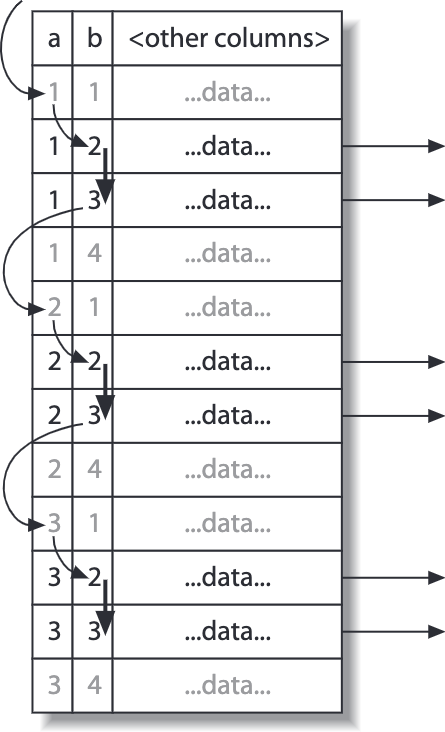 a b <other columns>
1 1 ...data...
1 2 ...data...
1 3 ...data...
1 4 ...data...
2 1 ...data...
2 2 ...data...
2 3 ...data...
2 4 ...data...
3 1 ...data...
3 2 ...data...
3 3 ...data...
3 4 ...data...